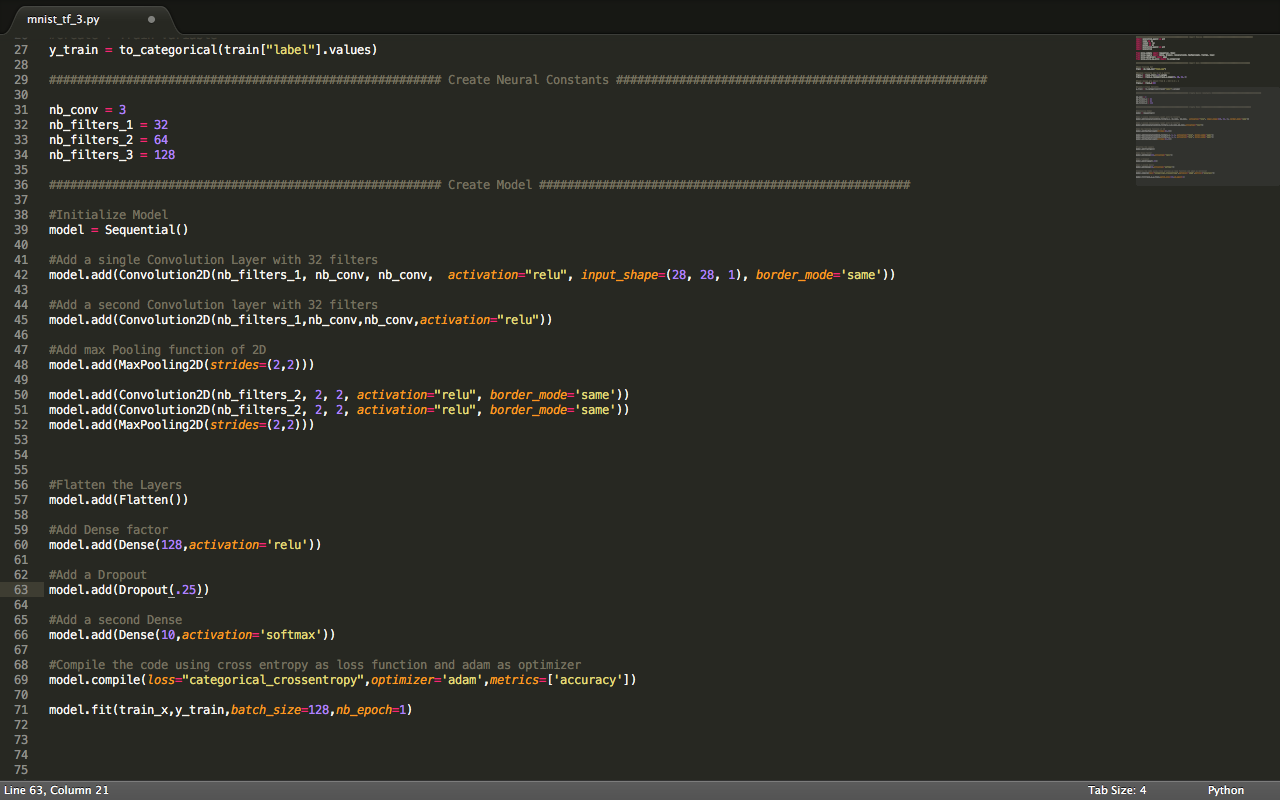 mnist_tf_3.py
27 y_train = to_categorical(train["label"].values)
28
29 ######################################################## Create Neural Constants #####################################################
30
31 nb_conv = 3
32 nb_filters_1 = 32
33 nb_filters_2 = 64
34 nb_filters_3 = 128
35
36 ######################################################## Create Model #####################################################
37
38 #Initialize Model
39 model = Sequential()
40
41 #Add a single Convolution Layer with 32 filters
42 model.add(Convolution2D(nb_filters_1, nb_conv, nb_conv,  activation="relu", input_shape=(28, 28, 1), border_mode='same'))
43
44 #Add a second Convolution layer with 32 filters
45 model.add(Convolution2D(nb_filters_1,nb_conv,nb_conv,activation="relu"))
46
47 #Add max Pooling function of 2D
48 model.add(MaxPooling2D(strides=(2,2)))
49
50 model.add(Convolution2D(nb_filters_2, 2, 2, activation="relu", border_mode='same'))
51 model.add(Convolution2D(nb_filters_2, 2, 2, activation="relu", border_mode='same'))
52 model.add(MaxPooling2D(strides=(2,2)))
53
54
55
56 #Flatten the Layers
57 model.add(Flatten())
58
59 #Add Dense factor
60 model.add(Dense(128,activation='relu'))
61
62 #Add a Dropout
63 model.add(Dropout(.25))
64
65 #Add a second Dense
66 model.add(Dense(10,activation='softmax'))
67
68 #Compile the code using cross entropy as loss function and adam as optimizer
69 model.compile(loss="categorical_crossentropy",optimizer='adam',metrics=['accuracy'])
70
71 model.fit(train_x,y_train,batch_size=128,nb_epoch=1)
72
73
74
75
Line 63, Column 21 Tab Size: 4 Python